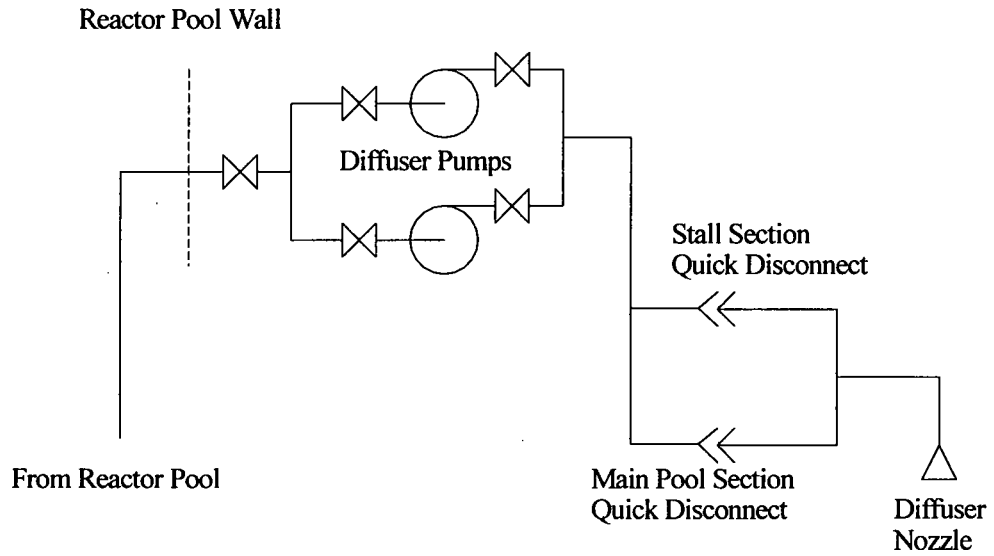 Reactor Pool Wall
Diffuser Pumps
Stall Section
Quick Disconnect
From Reactor Pool
Main Pool Section
Quick Disconnect
Diffuser
Nozzle